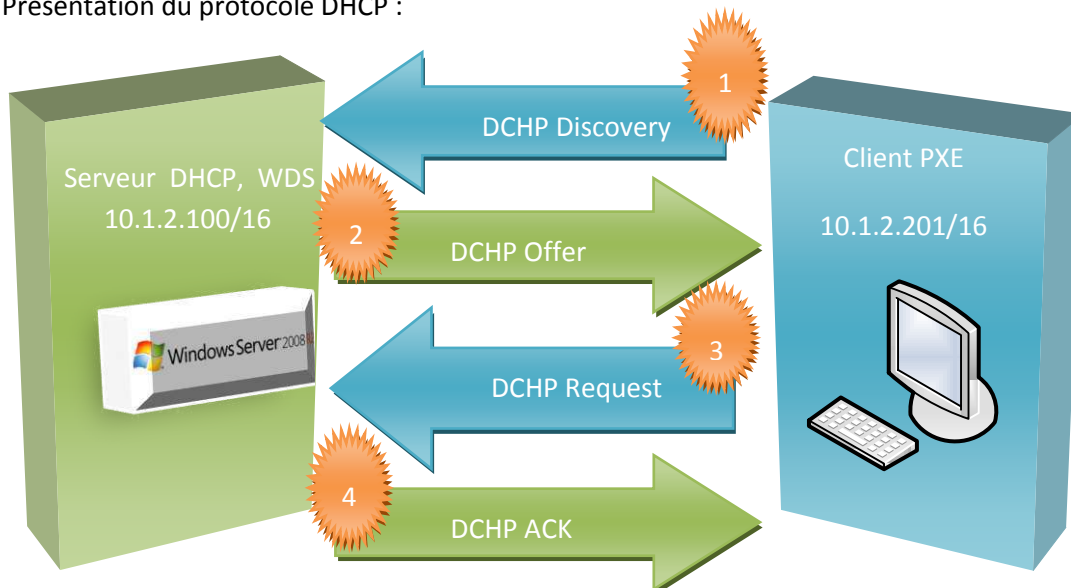 Présentation du protocole DHCP :
1
DCHP Discovery
Client PXE
Serveur DHCP, WDS
10.1.2.100/16
10.1.2.201/16
2
DCHP Offer
Windows Server 2008 R2
3
DCHP Request
4
DCHP ACK